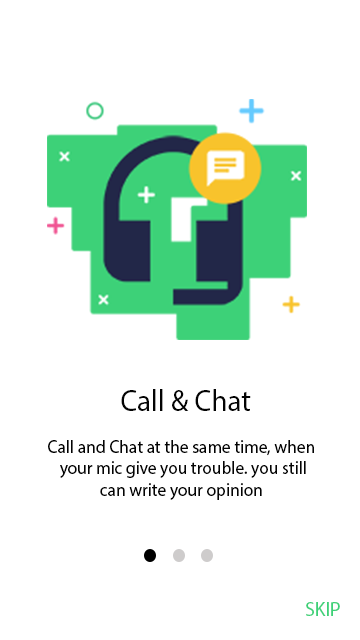 Call & Chat
Call and Chat at the same time, when
your mic give you trouble. you still
can write your opinion
SKIP